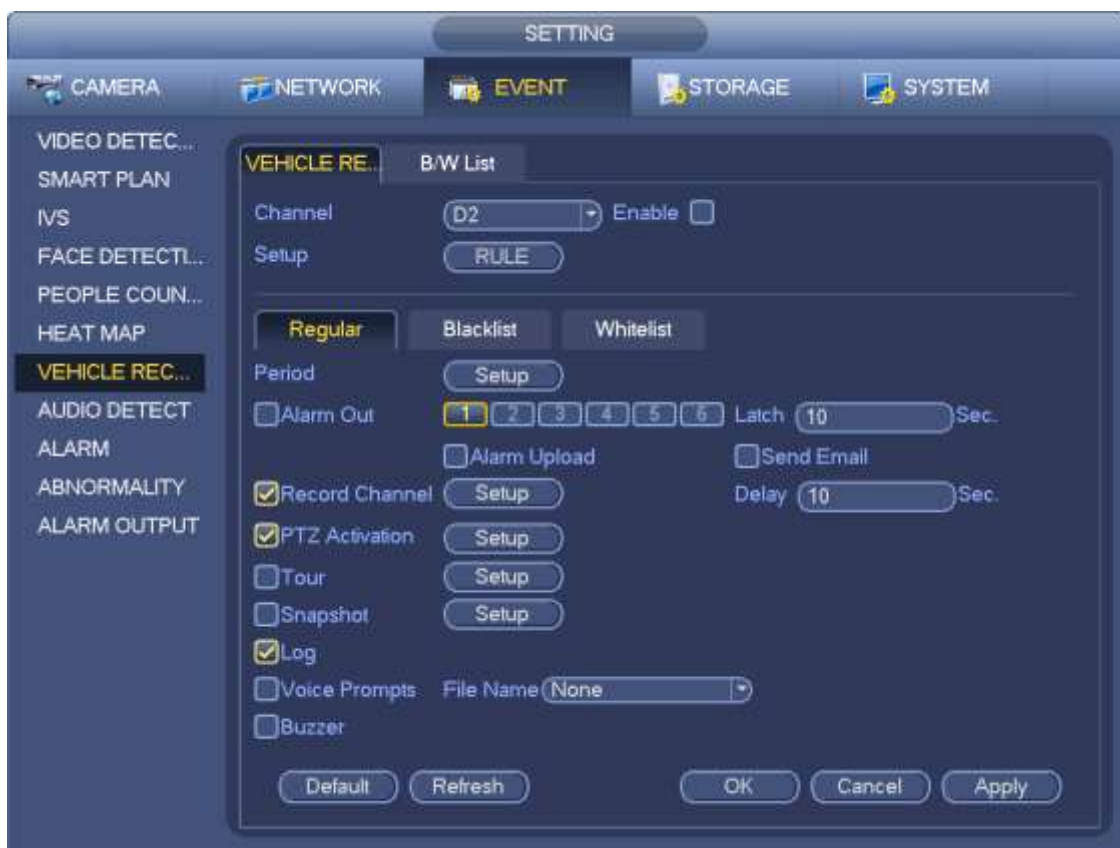 SETTING
CAMERA NETWORK EVENT STORAGE SYSTEM
VIDEO DETEC...
SMART PLAN
IVS
FACE DETECTI...
PEOPLE COUN...
HEAT MAP
VEHICLE REC...
AUDIO DETECT
ALARM
ABNORMALITY
ALARM OUTPUT
VEHICLE RE... B/W List
Channel D2 Enable
Setup RULE
Regular Blacklist Whitelist
Period Setup
Alarm Out 1 2 3 4 5 6 Latch 10 Sec.
Alarm Upload Send Email
Record Channel Setup Delay 10 Sec.
PTZ Activation Setup
Tour Setup
Snapshot Setup
Log
Voice Prompts File Name None
Buzzer
Default Refresh OK Cancel Apply